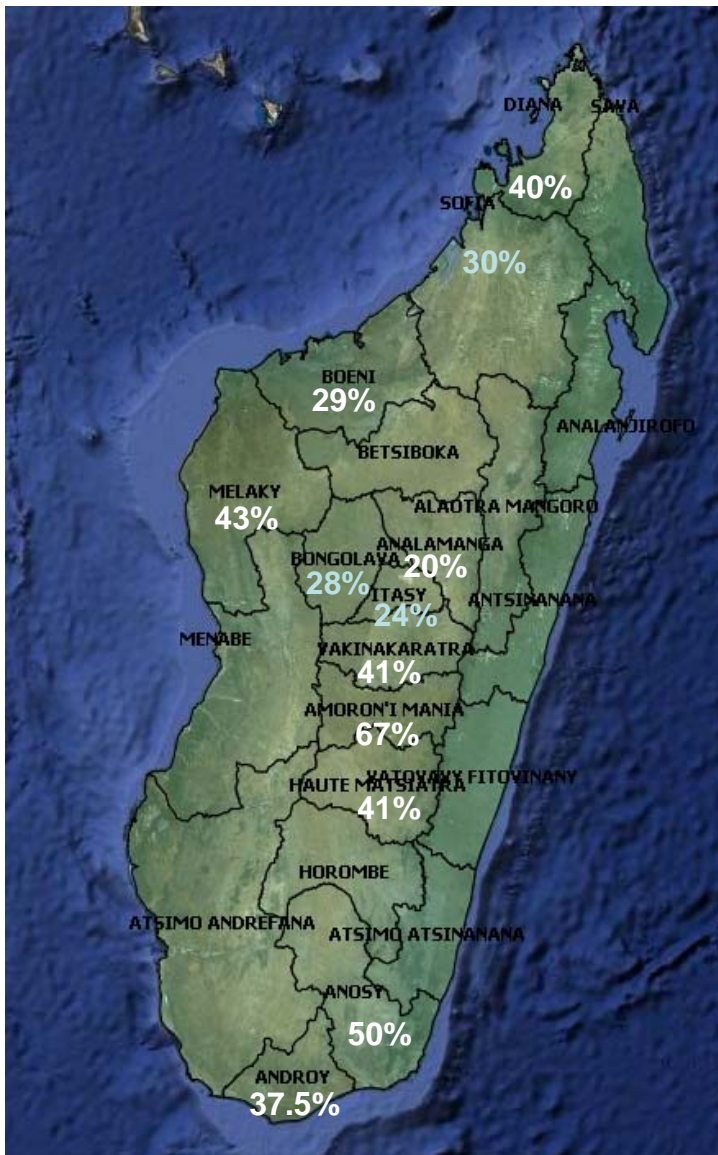 DIANA
SAVA
40%
SOFIA
30%
BOENI
29%
ANALANJIROFO
BETSIBOKA
MELAKY
43%
ALAOTRA MANGORO
ANALAMANGA
20%
BONGOLAVA
28%
ITASY
24%
ANTSINANANA
MENABE
VAKINAKARATRA
41%
AMORON'I MANIA
67%
VATOVAVY FITOVINANY
HAUTE MATSIATRA
41%
HOROMBE
ATSIMO ANDREFANA
ATSIMO ATSINANANA
ANOSY
50%
ANDROY
37.5%